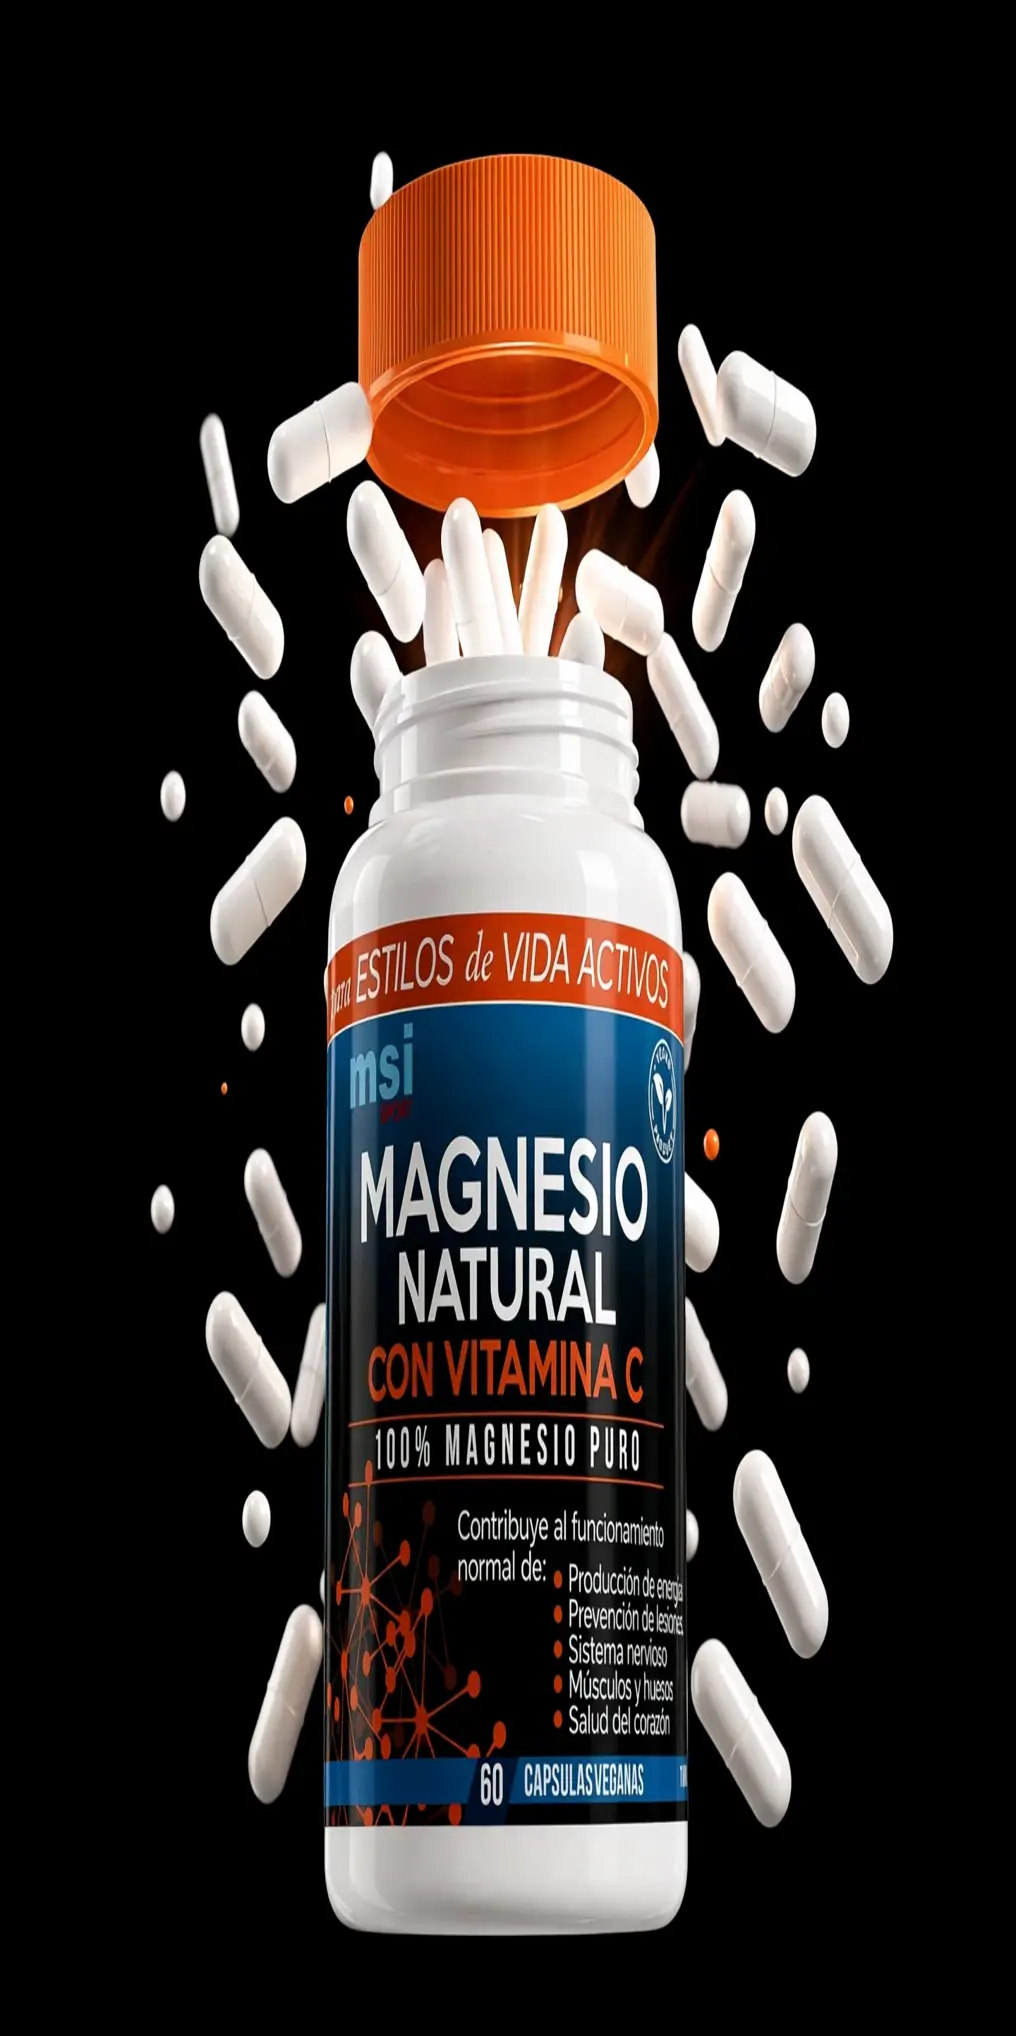 para ESTILOS de VIDA ACTIVOS
msi
VEGAN
MAGNESIO
NATURAL
CON VITAMINA C
100% MAGNESIO PURO
Contribuye al funcionamiento
normal de:
• Producción de energía
• Prevención de lesiones
• Sistema nervioso
• Músculos y huesos
• Salud del corazón
60 CAPSULAS VEGANAS